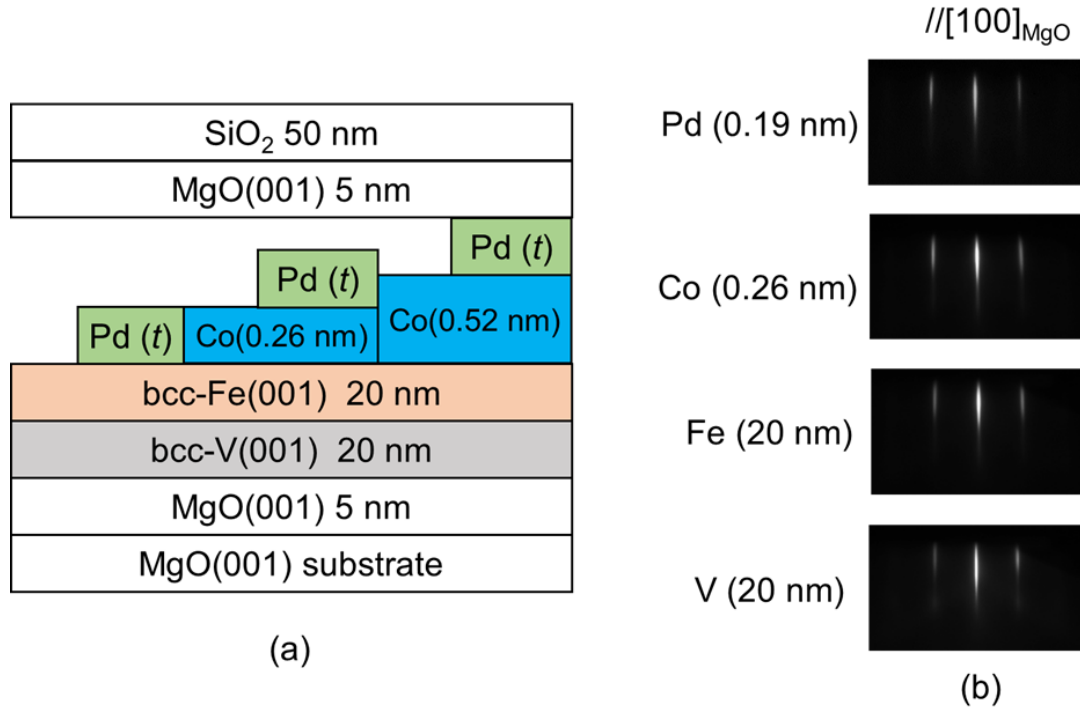 SiO₂ 50 nm
MgO(001) 5 nm
Pd (t)
Pd (t)
Pd (t)
Co(0.26 nm)
Co(0.52 nm)
bcc-Fe(001) 20 nm
bcc-V(001) 20 nm
MgO(001) 5 nm
MgO(001) substrate
(a)
//[100]MgO
Pd (0.19 nm)
Co (0.26 nm)
Fe (20 nm)
V (20 nm)
(b)